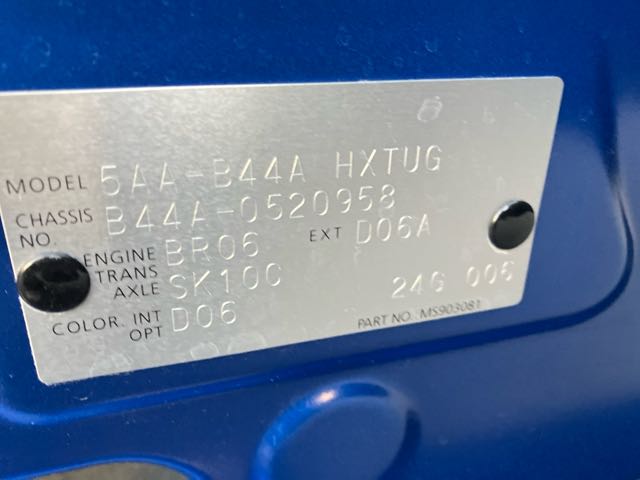 MODEL 5AA-B44A HXTUG
CHASSIS NO. B44A-0520958
ENGINE BR06 EXT D06A
TRANS AXLE SK10C 24G 006
COLOR. INT D06
OPT
PART NO. MS903081